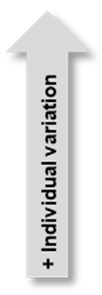 + Individual variation